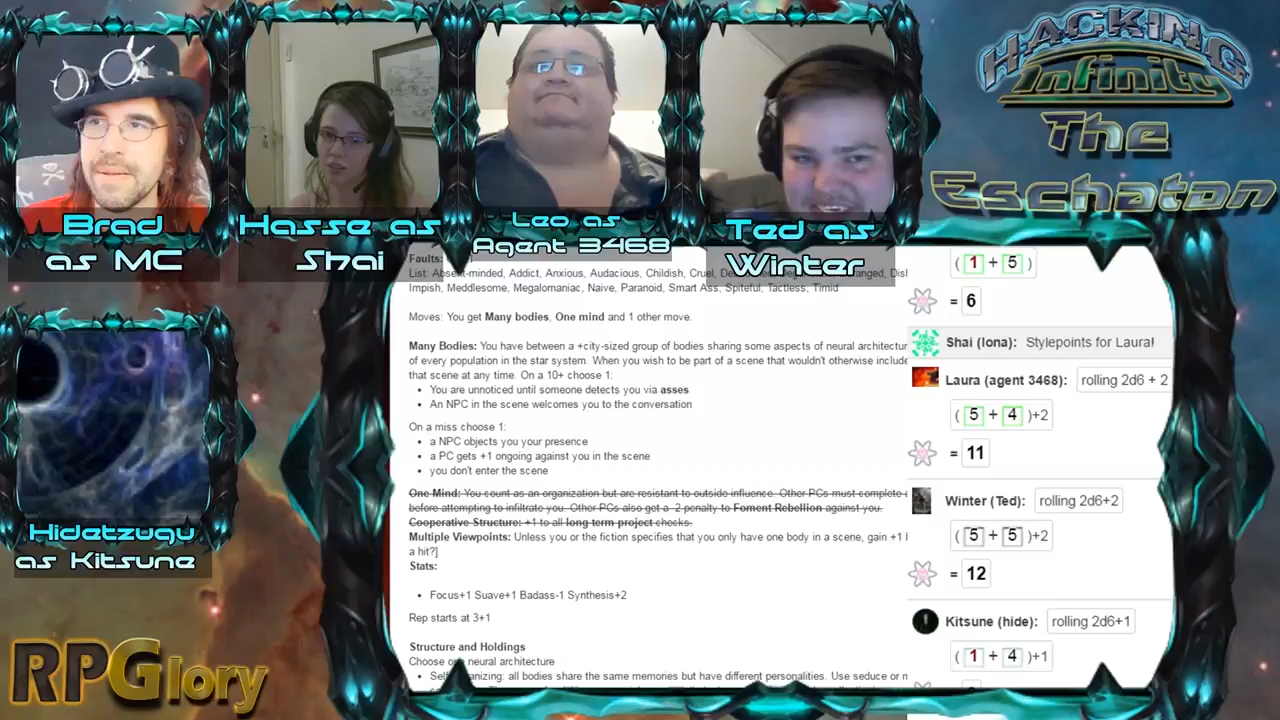 HACKING
Infinity
The
Eschaton
Brad
as MC
Hasse as
Shai
Leo as
Agent 3468
Ted as
Winter
Hidetzugu
as Kitsune
RPGlory
Faults:
List: Absent-minded, Addict, Anxious, Audacious, Childish, Cruel,
Impish, Meddlesome, Megalomaniac, Naive, Paranoid, Smart Ass, Spiteful, Tactless, Timid
Moves: You get Many bodies, One mind and 1 other move.
Many Bodies: You have between a +city-sized group of bodies sharing some aspects of neural architectur
of every population in the star system. When you wish to be part of a scene that wouldn't otherwise include
that scene at any time. On a 10+ choose 1:
• You are unnoticed until someone detects you via asses
• An NPC in the scene welcomes you to the conversation
On a miss choose 1:
• a NPC objects you your presence
• a PC gets +1 ongoing against you in the scene
• you don't enter the scene
One Mind: You count as an organization but are resistant to outside influence. Other PCs must complete
before attempting to infiltrate you. Other PCs also get a -2 penalty to Foment Rebellion against you.
Cooperative Structure: +1 to all long term project checks.
Multiple Viewpoints: Unless you or the fiction specifies that you only have one body in a scene, gain +1
a hit?]
Stats:
• Focus+1 Suave+1 Badass-1 Synthesis+2
Rep starts at 3+1
Structure and Holdings
Choose one neural architecture
organizing: all bodies share the same memories but have different personalities. Use seduce or
( 1 + 5 )
= 6
Shai (Iona): Stylepoints for Laura!
Laura (agent 3468): rolling 2d6 + 2
( 5 + 4 )+2
= 11
Winter (Ted): rolling 2d6+2
( 5 + 5 )+2
= 12
Kitsune (hide): rolling 2d6+1
( 1 + 4 )+1